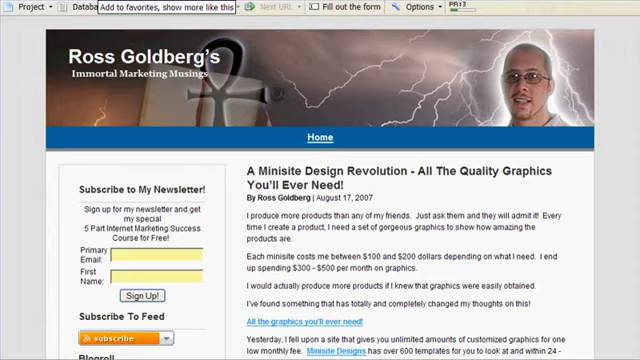 Project Databa Add to favorites, show more like this Next URL Fill out the form Options PR:3
Ross Goldberg's
Immortal Marketing Musings
Home
A Minisite Design Revolution - All The Quality Graphics
You'll Ever Need!
By Ross Goldberg | August 17, 2007
I produce more products than any of my friends. Just ask them and they will admit it! Every
time I create a product, I need a set of gorgeous graphics to show how amazing the
products are.
Each minisite costs me between $100 and $200 dollars depending on what I need. I end
up spending $300 - $500 per month on graphics.
I would actually produce more products if I knew that graphics were easily obtained.
I've found something that has totally and completely changed my thoughts on this!
All the graphics you'll ever need!
Yesterday, I fell upon a site that gives you unlimited amounts of customized graphics for one
low monthly fee. Minisite Designs has over 600 templates for you to look at and within 24 -
Subscribe to My Newsletter!
Sign up for my newsletter and get
my special
5 Part Internet Marketing Success
Course for Free!
Primary
Email:
First
Name:
Sign Up!
Subscribe To Feed
subscribe
Blogroll